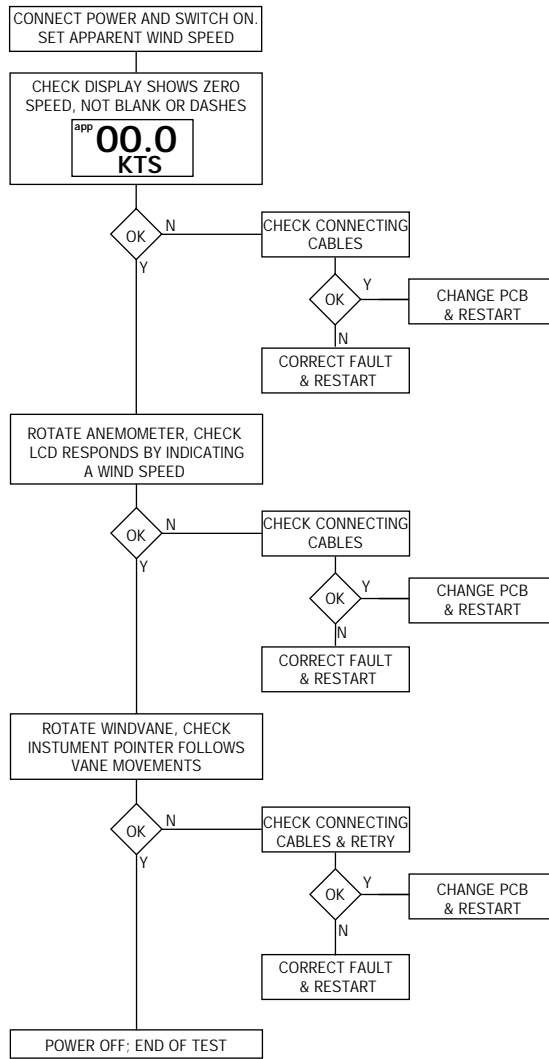 CONNECT POWER AND SWITCH ON.
SET APPARENT WIND SPEED
CHECK DISPLAY SHOWS ZERO
SPEED, NOT BLANK OR DASHES
app 00.0
KTS
OK
N
Y
CHECK CONNECTING
CABLES
OK
Y
N
CHANGE PCB
& RESTART
CORRECT FAULT
& RESTART
ROTATE ANEMOMETER, CHECK
LCD RESPONDS BY INDICATING
A WIND SPEED
OK
N
Y
CHECK CONNECTING
CABLES
OK
Y
N
CHANGE PCB
& RESTART
CORRECT FAULT
& RESTART
ROTATE WINDVANE, CHECK
INSTUMENT POINTER FOLLOWS
VANE MOVEMENTS
OK
N
Y
CHECK CONNECTING
CABLES & RETRY
OK
Y
N
CHANGE PCB
& RESTART
CORRECT FAULT
& RESTART
POWER OFF; END OF TEST